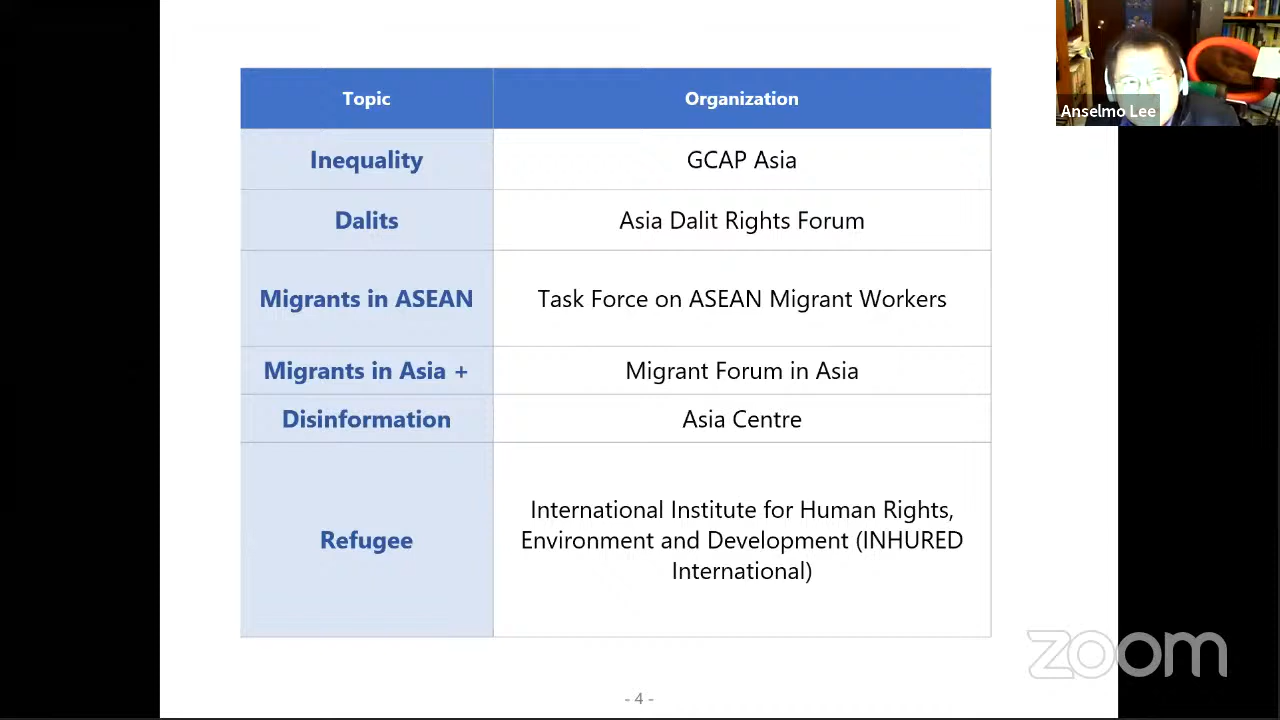 Topic
Organization
Inequality
GCAP Asia
Dalits
Asia Dalit Rights Forum
Migrants in ASEAN
Task Force on ASEAN Migrant Workers
Migrants in Asia +
Migrant Forum in Asia
Disinformation
Asia Centre
Refugee
International Institute for Human Rights,
Environment and Development (INHURED
International)
- 4 -
Anselmo Lee
zoom